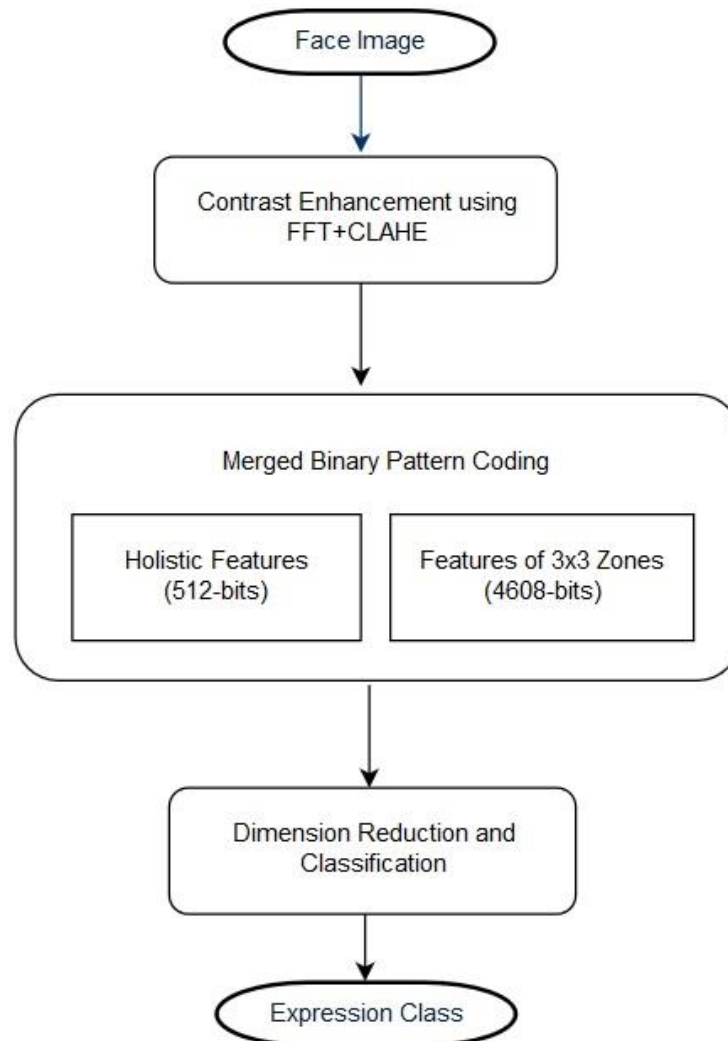 Face Image
Contrast Enhancement using
FFT+CLAHE
Merged Binary Pattern Coding
Holistic Features
(512-bits)
Features of 3x3 Zones
(4608-bits)
Dimension Reduction and
Classification
Expression Class